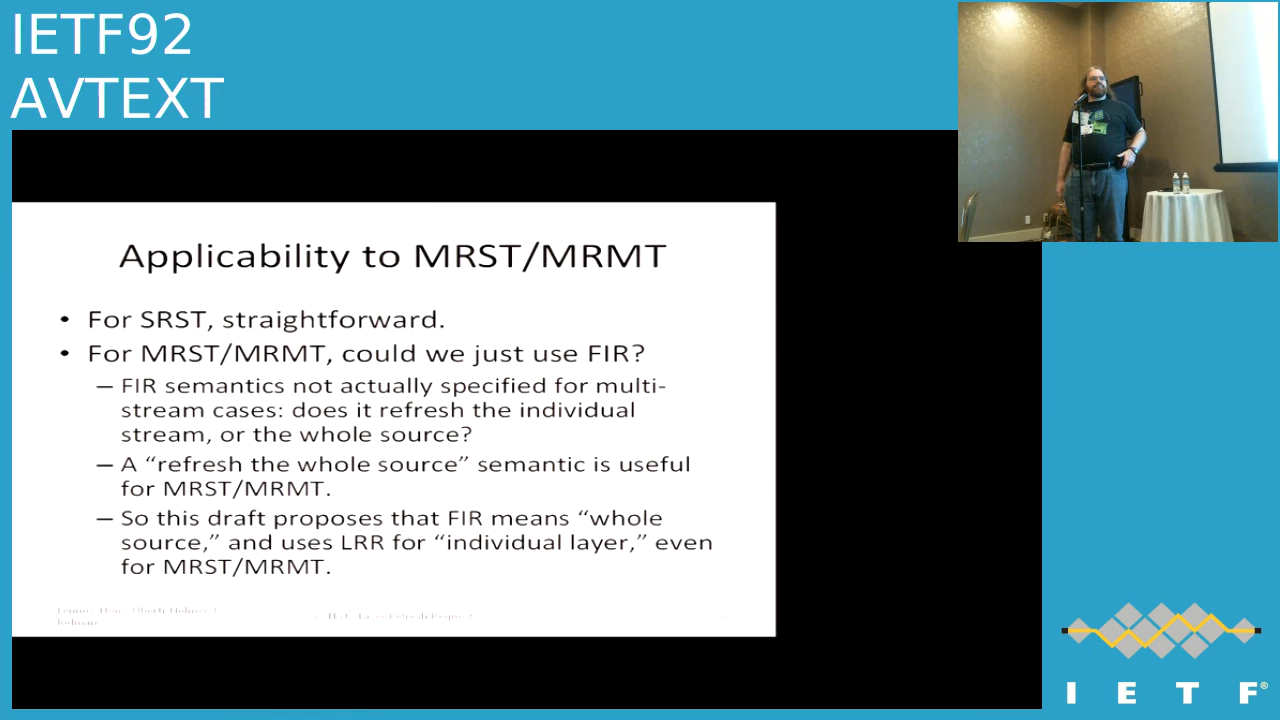 IETF92
AVTEXT
Applicability to MRST/MRMT
• For SRST, straightforward.
• For MRST/MRMT, could we just use FIR?
– FIR semantics not actually specified for multi-
stream cases: does it refresh the individual
stream, or the whole source?
– A “refresh the whole source” semantic is useful
for MRST/MRMT.
– So this draft proposes that FIR means “whole
source,” and uses LRR for “individual layer,” even
for MRST/MRMT.
I E T F®